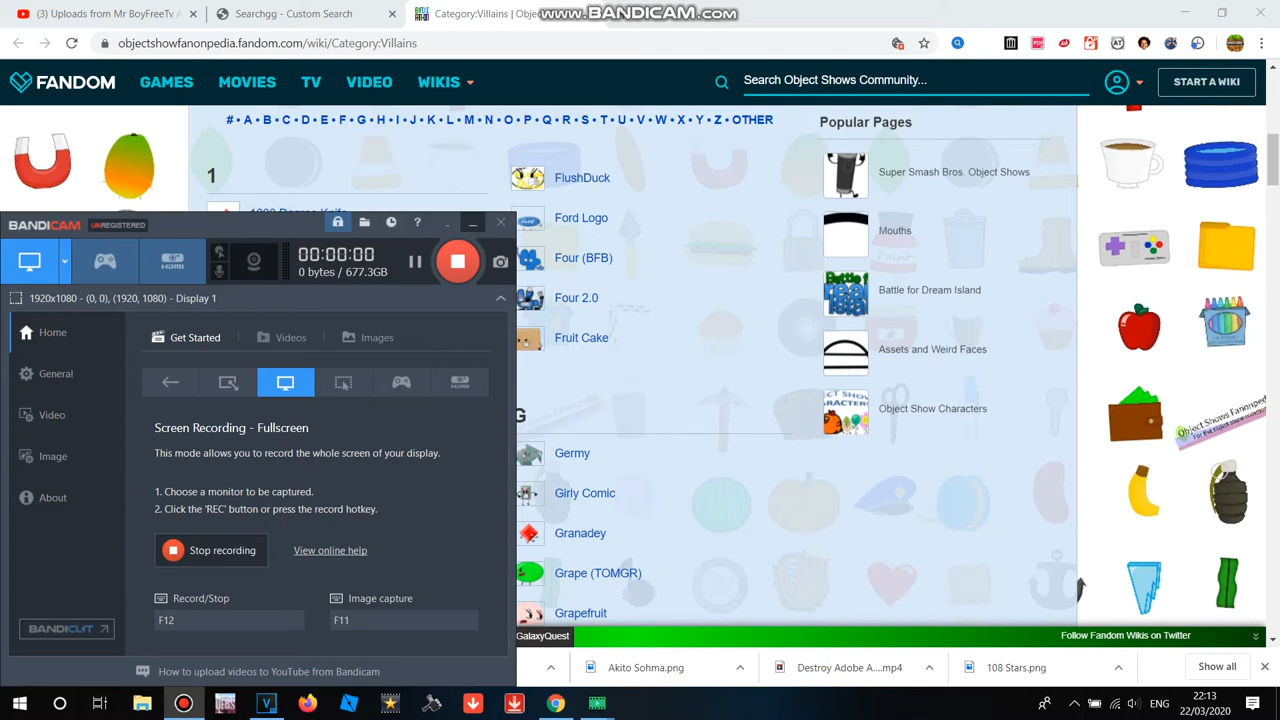 (3) Uploads from Mr BoyFreeTv A
Searchgg - Custom Search
Category:Villains | Obje
www.BANDICAM.com
objectshowfanonpedia.fandom.com/wiki/Category:Villains
FANDOM
GAMES
MOVIES
TV
VIDEO
WIKIS
Search Object Shows Community...
START A WIKI
# • A • B • C • D • E • F • G • H • I • J • K • L • M • N • O • P • Q • R • S • T • U • V • W • X • Y • Z • OTHER
Popular Pages
1
1000 Degree Knife
FlushDuck
Ford Logo
Four (BFB)
Four 2.0
Fruit Cake
G
Germy
Girly Comic
Granadey
Grape (TOMGR)
Grapefruit
Super Smash Bros. Object Shows
Mouths
Battle for Dream Island
Assets and Weird Faces
Object Show Characters
BANDICAM
UNREGISTERED
00:00:00
0 bytes / 677.3GB
HDMI
1920x1080 - (0, 0), (1920, 1080) - Display 1
Home
General
Video
Image
About
Get Started
Videos
Images
Screen Recording - Fullscreen
This mode allows you to record the whole screen of your display.
1. Choose a monitor to be captured.
2. Click the 'REC' button or press the record hotkey.
Stop recording
View online help
Record/Stop
F12
Image capture
F11
BANDICUT
How to upload videos to YouTube from Bandicam
GalaxyQuest
Follow Fandom Wikis on Twitter
Akito Sohma.png
Destroy Adobe A....mp4
108 Stars.png
Show all
ENG
22:13
22/03/2020